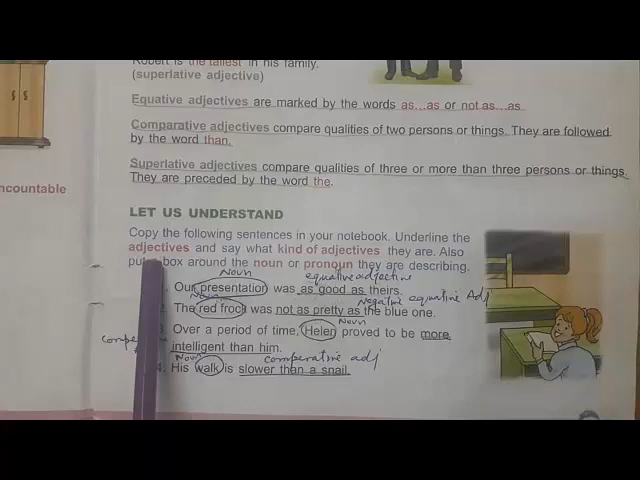 Robert is the tallest in his family.
(superlative adjective)
Equative adjectives are marked by the words as...as or not as...as.
Comparative adjectives compare qualities of two persons or things. They are followed
by the word than.
Superlative adjectives compare qualities of three or more than three persons or things.
They are preceded by the word the.
ncountable
LET US UNDERSTAND
Copy the following sentences in your notebook. Underline the
adjectives and say what kind of adjectives they are. Also
put box around the noun or pronoun they are describing.
Noun equative adjective
Our presentation was as good as theirs.
Noun Negative equative Adj
The red frock was not as pretty as the blue one.
Noun
3. Over a period of time, Helen proved to be more
intelligent than him.
Noun comperative adj
4. His walk is slower than a snail.